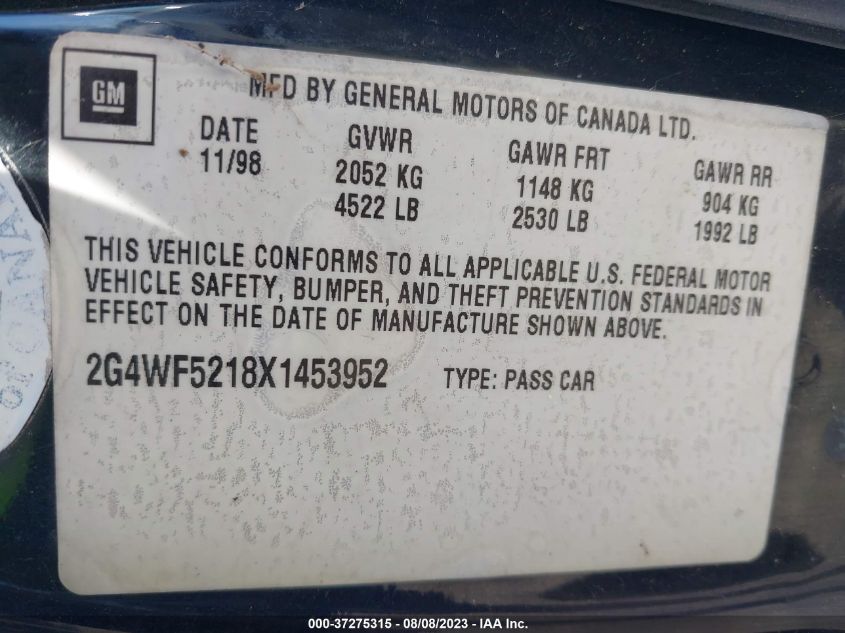 GM
MFD BY GENERAL MOTORS OF CANADA LTD.
DATE GVWR GAWR FRT GAWR RR
11/98 2052 KG 1148 KG 904 KG
4522 LB 2530 LB 1992 LB
THIS VEHICLE CONFORMS TO ALL APPLICABLE U.S. FEDERAL MOTOR
VEHICLE SAFETY, BUMPER, AND THEFT PREVENTION STANDARDS IN
EFFECT ON THE DATE OF MANUFACTURE SHOWN ABOVE.
2G4WF5218X1453952 TYPE: PASS CAR
OF CANA
000-37275315 - 08/08/2023 - IAA Inc.